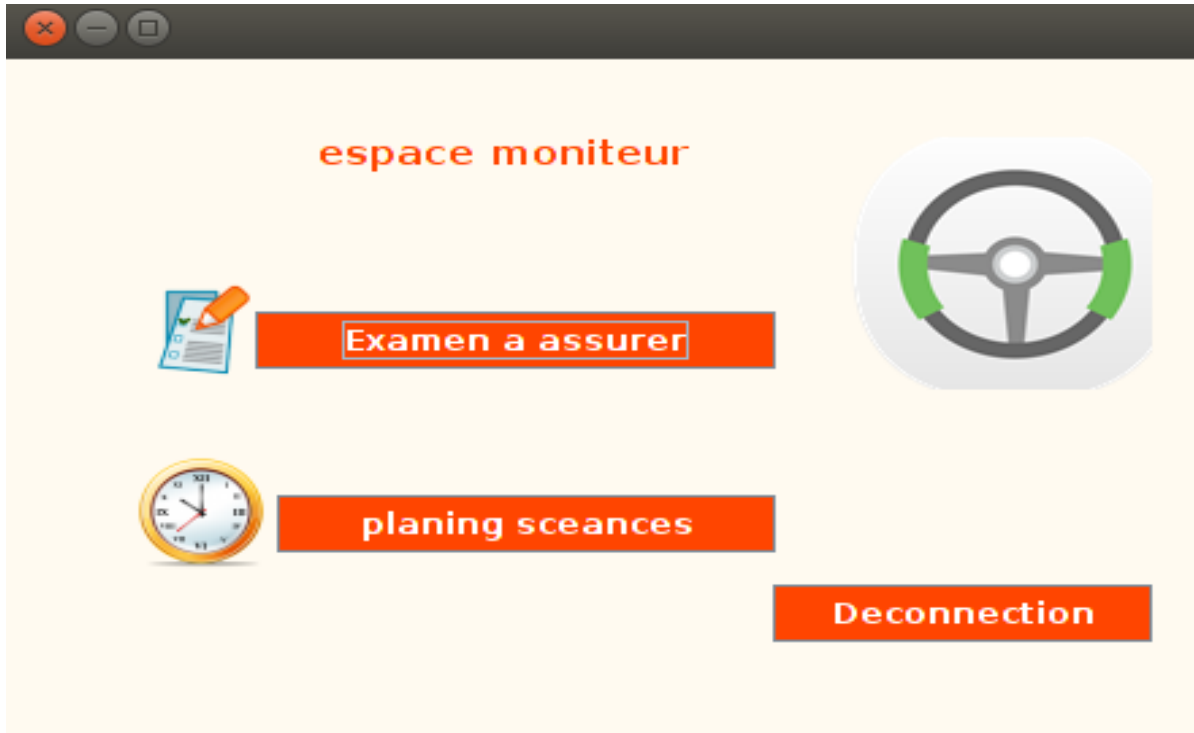 espace moniteur
Examen a assurer
planing sceances
Deconnection